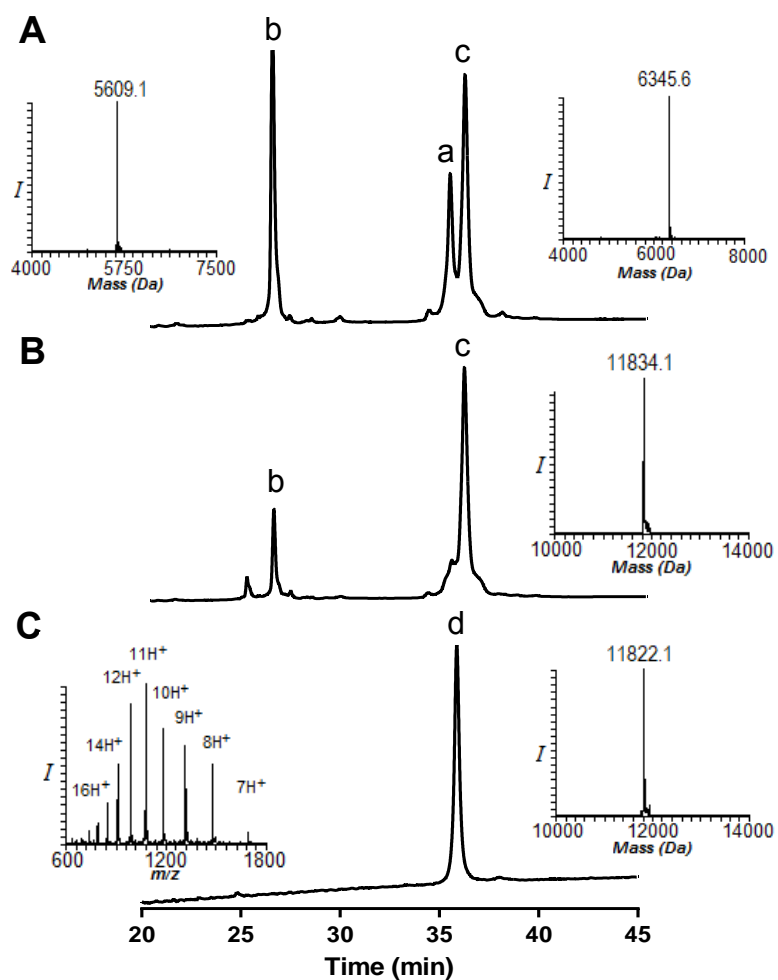 A
b
c
a
5609.1
I
4000 5750 7500
Mass (Da)
6345.6
I
4000 6000 8000
Mass (Da)
B
c
b
11834.1
I
10000 12000 14000
Mass (Da)
C
d
11H+
12H+
10H+
9H+
14H+
8H+
16H+
7H+
I
600 1200 1800
m/z
11822.1
I
10000 12000 14000
Mass (Da)
20 25 30 35 40 45
Time (min)